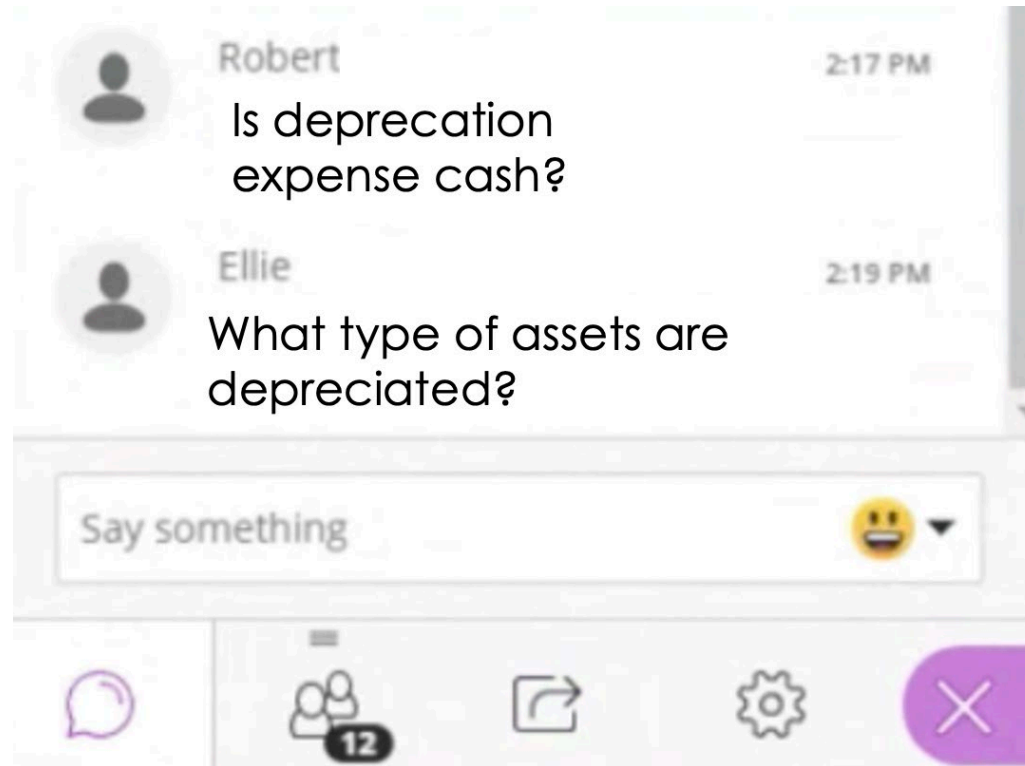 Robert 2:17 PM
Is deprecation
expense cash?
Ellie 2:19 PM
What type of assets are
depreciated?
Say something
12